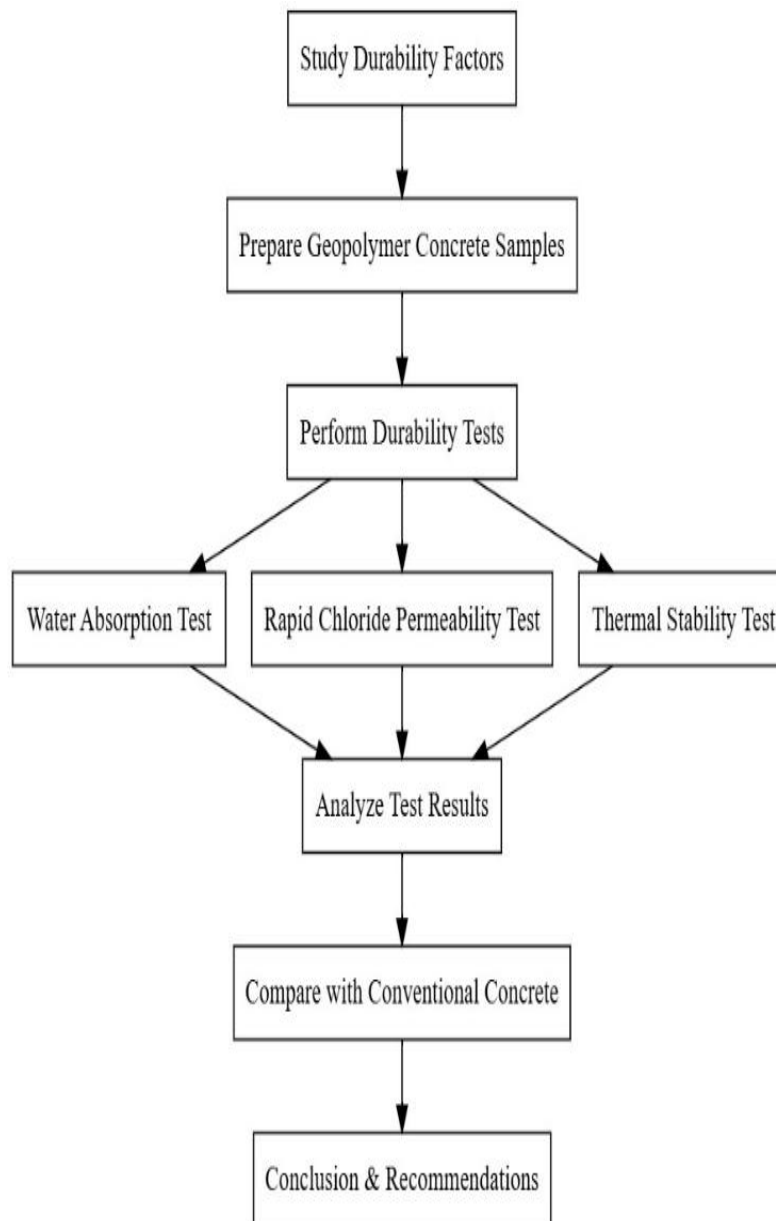 Study Durability Factors
Prepare Geopolymer Concrete Samples
Perform Durability Tests
Water Absorption Test
Rapid Chloride Permeability Test
Thermal Stability Test
Analyze Test Results
Compare with Conventional Concrete
Conclusion & Recommendations